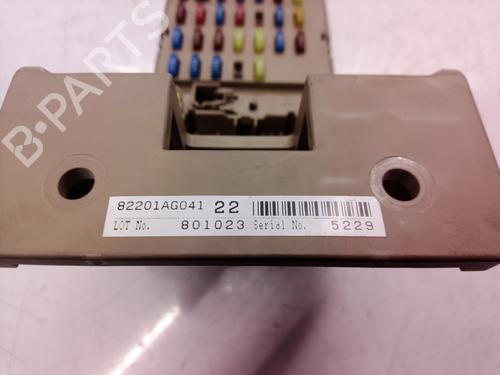 B-PARTS
82201AG041 22
LOT No. 801023 Serial No. 5229